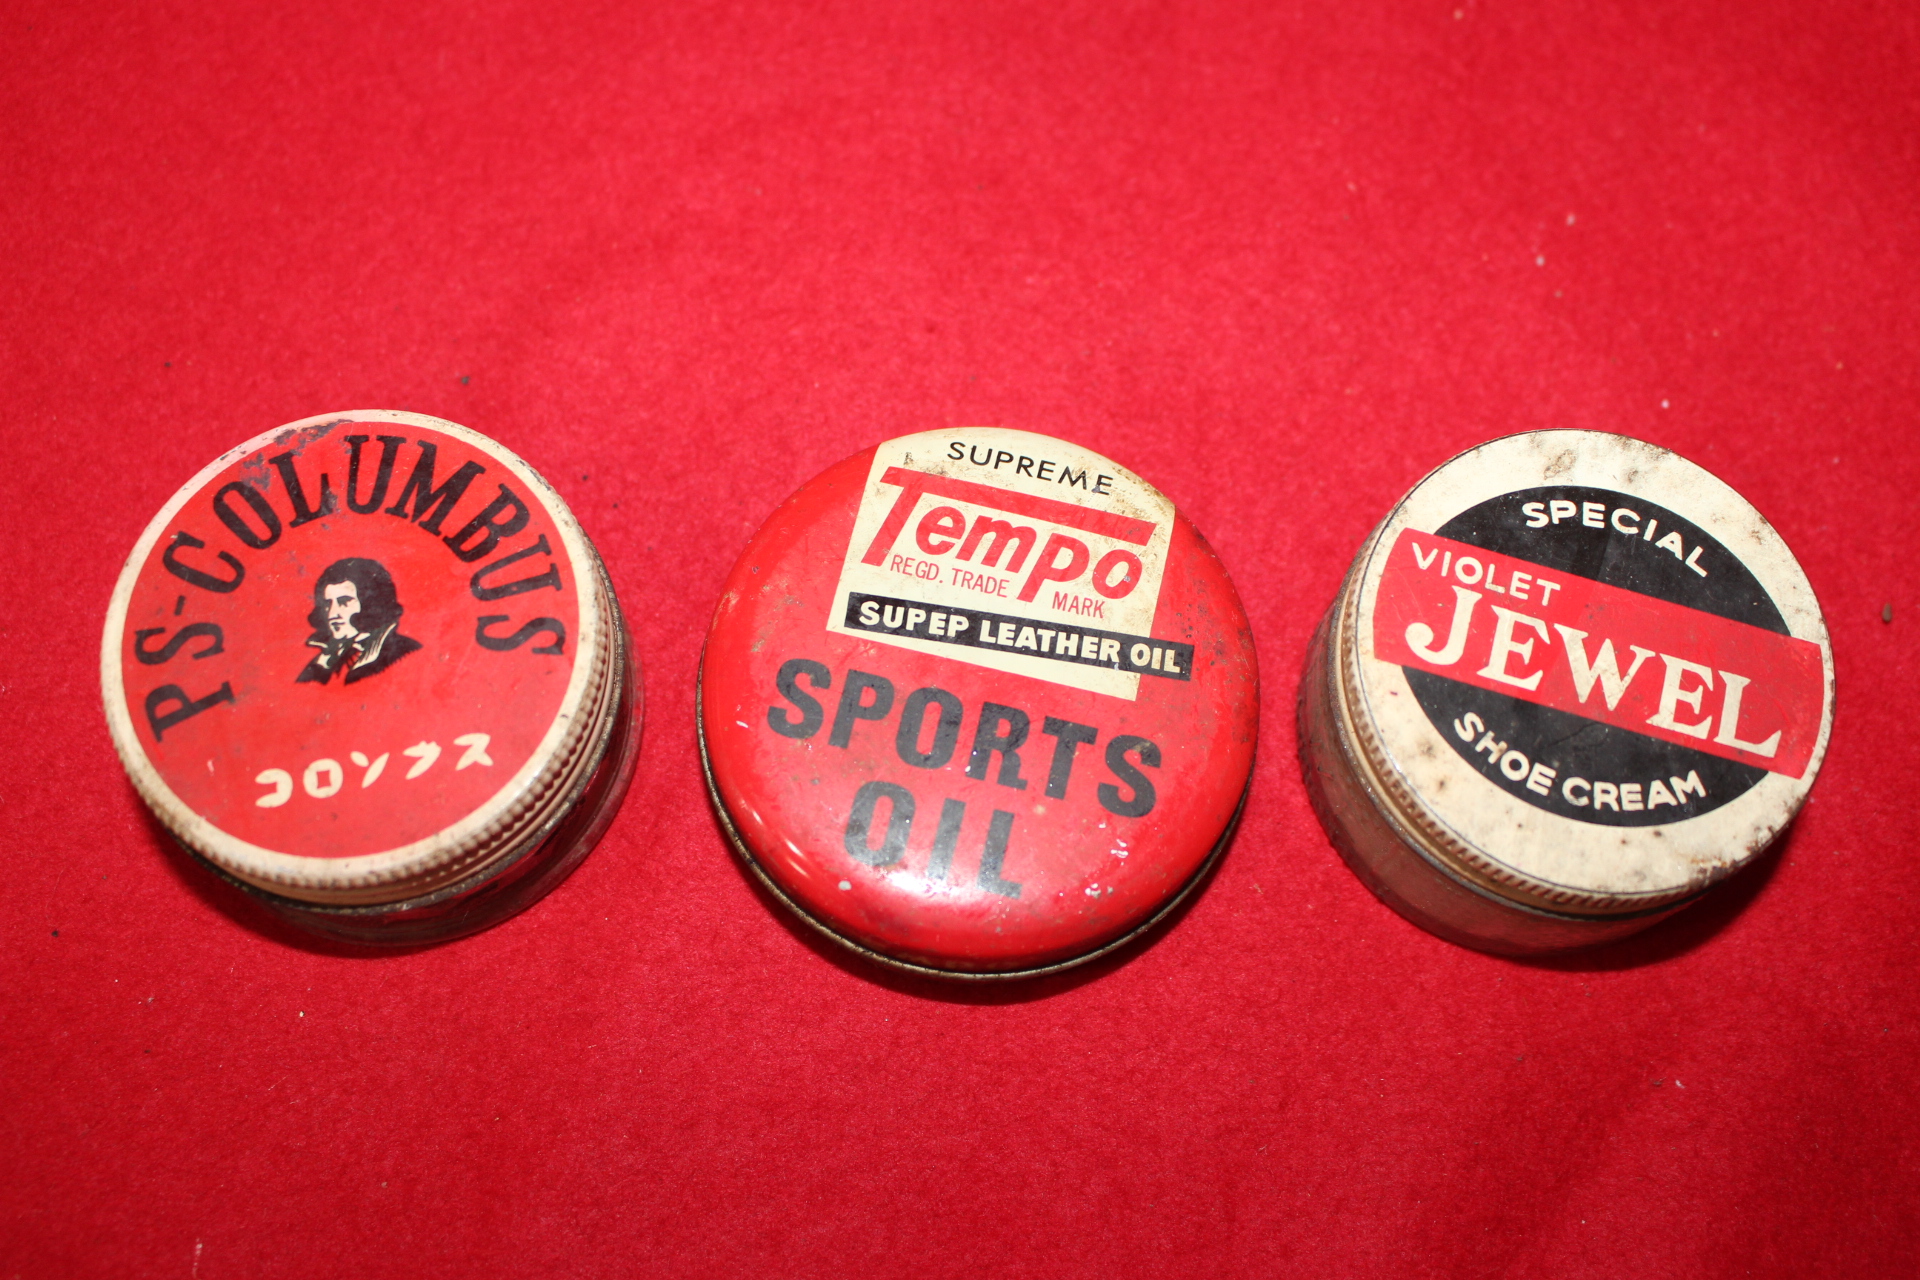 PS-COLUMBUS
コロンブス
SUPREME
Tempo
REGD. TRADE MARK
SUPEP LEATHER OIL
SPORTS
OIL
SPECIAL
VIOLET
JEWEL
SHOE CREAM